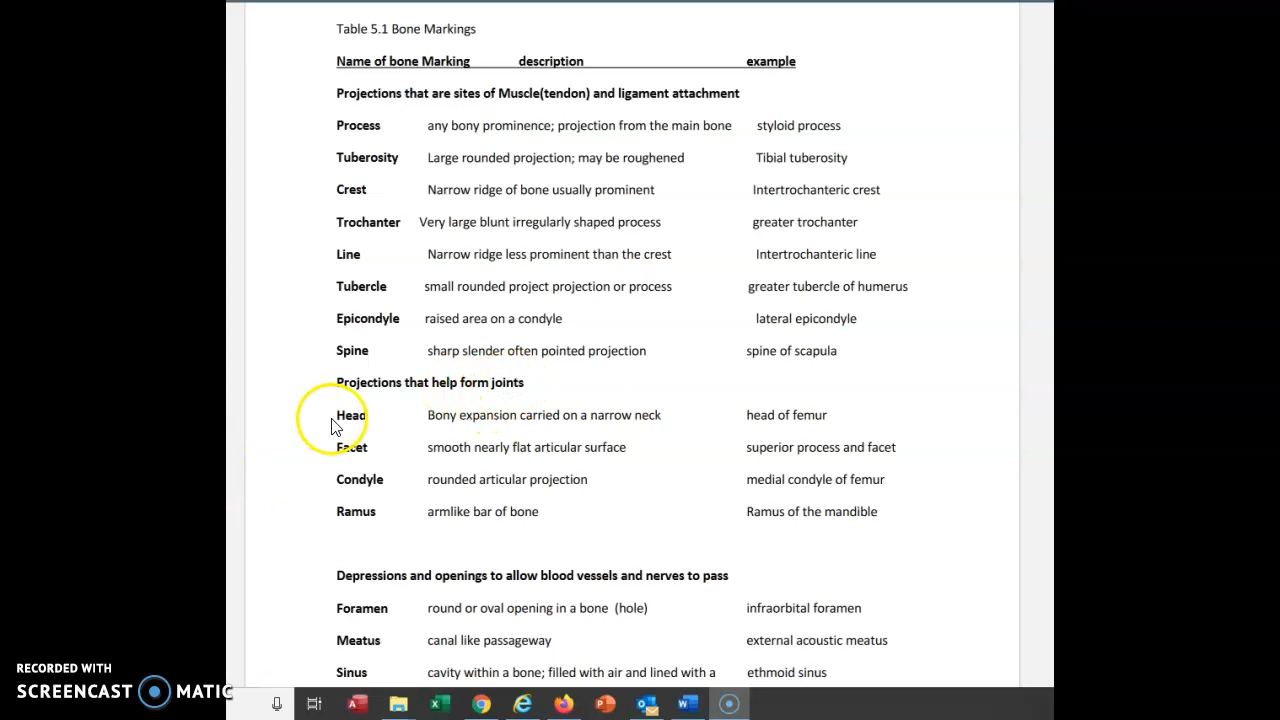 Table 5.1 Bone Markings
Name of bone Marking description example
Projections that are sites of Muscle(tendon) and ligament attachment
Process any bony prominence; projection from the main bone styloid process
Tuberosity Large rounded projection; may be roughened Tibial tuberosity
Crest Narrow ridge of bone usually prominent Intertrochanteric crest
Trochanter Very large blunt irregularly shaped process greater trochanter
Line Narrow ridge less prominent than the crest Intertrochanteric line
Tubercle small rounded project projection or process greater tubercle of humerus
Epicondyle raised area on a condyle lateral epicondyle
Spine sharp slender often pointed projection spine of scapula
Projections that help form joints
Head Bony expansion carried on a narrow neck head of femur
Facet smooth nearly flat articular surface superior process and facet
Condyle rounded articular projection medial condyle of femur
Ramus armlike bar of bone Ramus of the mandible
Depressions and openings to allow blood vessels and nerves to pass
Foramen round or oval opening in a bone (hole) infraorbital foramen
Meatus canal like passageway external acoustic meatus
Sinus cavity within a bone; filled with air and lined with a ethmoid sinus
RECORDED WITH
SCREENCAST MATIC